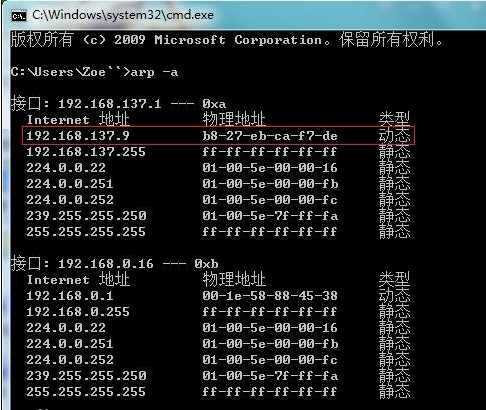 C:\Windows\system32\cmd.exe
版权所有 (c) 2009 Microsoft Corporation。保留所有权利。
C:\Users\Zoe``>arp -a
接口: 192.168.137.1 --- 0xa
Internet 地址 物理地址 类型
192.168.137.9 b8-27-eb-ca-f7-de 动态
192.168.137.255 ff-ff-ff-ff-ff-ff 静态
224.0.0.22 01-00-5e-00-00-16 静态
224.0.0.251 01-00-5e-00-00-fb 静态
224.0.0.252 01-00-5e-00-00-fc 静态
239.255.255.250 01-00-5e-7f-ff-fa 静态
255.255.255.255 ff-ff-ff-ff-ff-ff 静态
接口: 192.168.0.16 --- 0xb
Internet 地址 物理地址 类型
192.168.0.1 00-1e-58-88-45-38 动态
192.168.0.255 ff-ff-ff-ff-ff-ff 静态
224.0.0.22 01-00-5e-00-00-16 静态
224.0.0.251 01-00-5e-00-00-fb 静态
224.0.0.252 01-00-5e-00-00-fc 静态
239.255.255.250 01-00-5e-7f-ff-fa 静态
255.255.255.255 ff-ff-ff-ff-ff-ff 静态